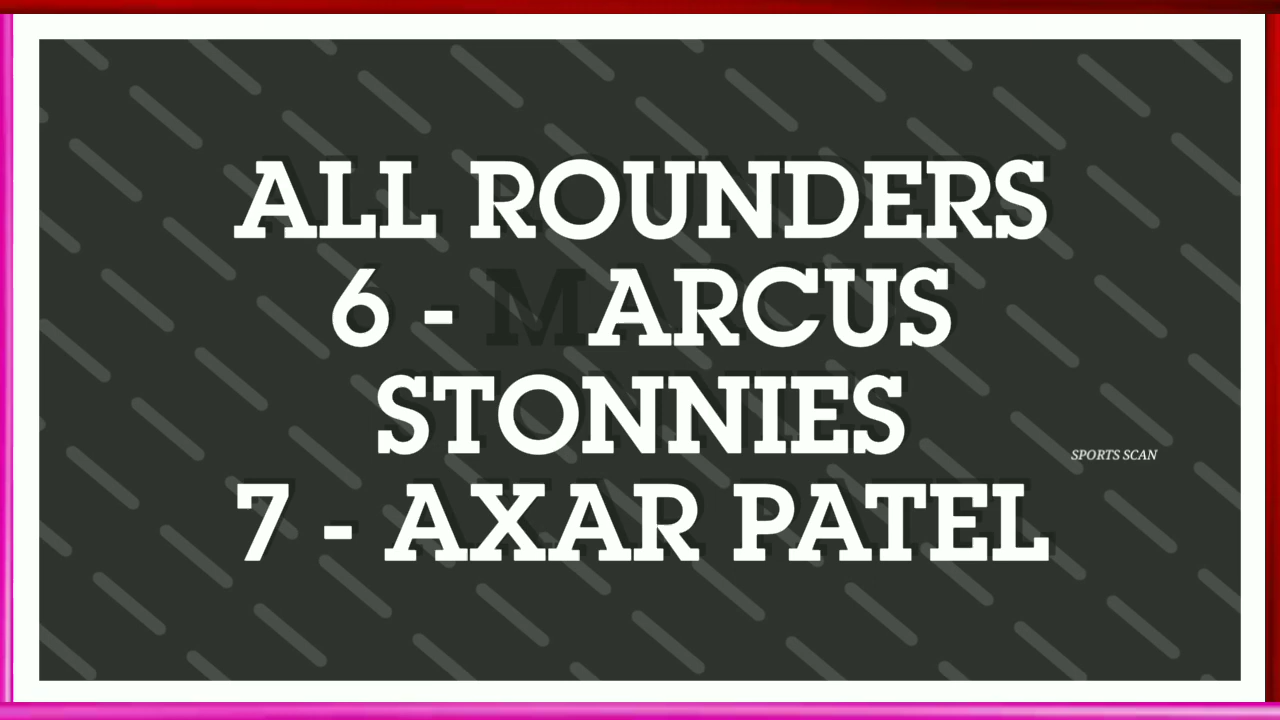 ALL ROUNDERS
6 - MARCUS
STONNIES
7 - AXAR PATEL
SPORTS SCAN